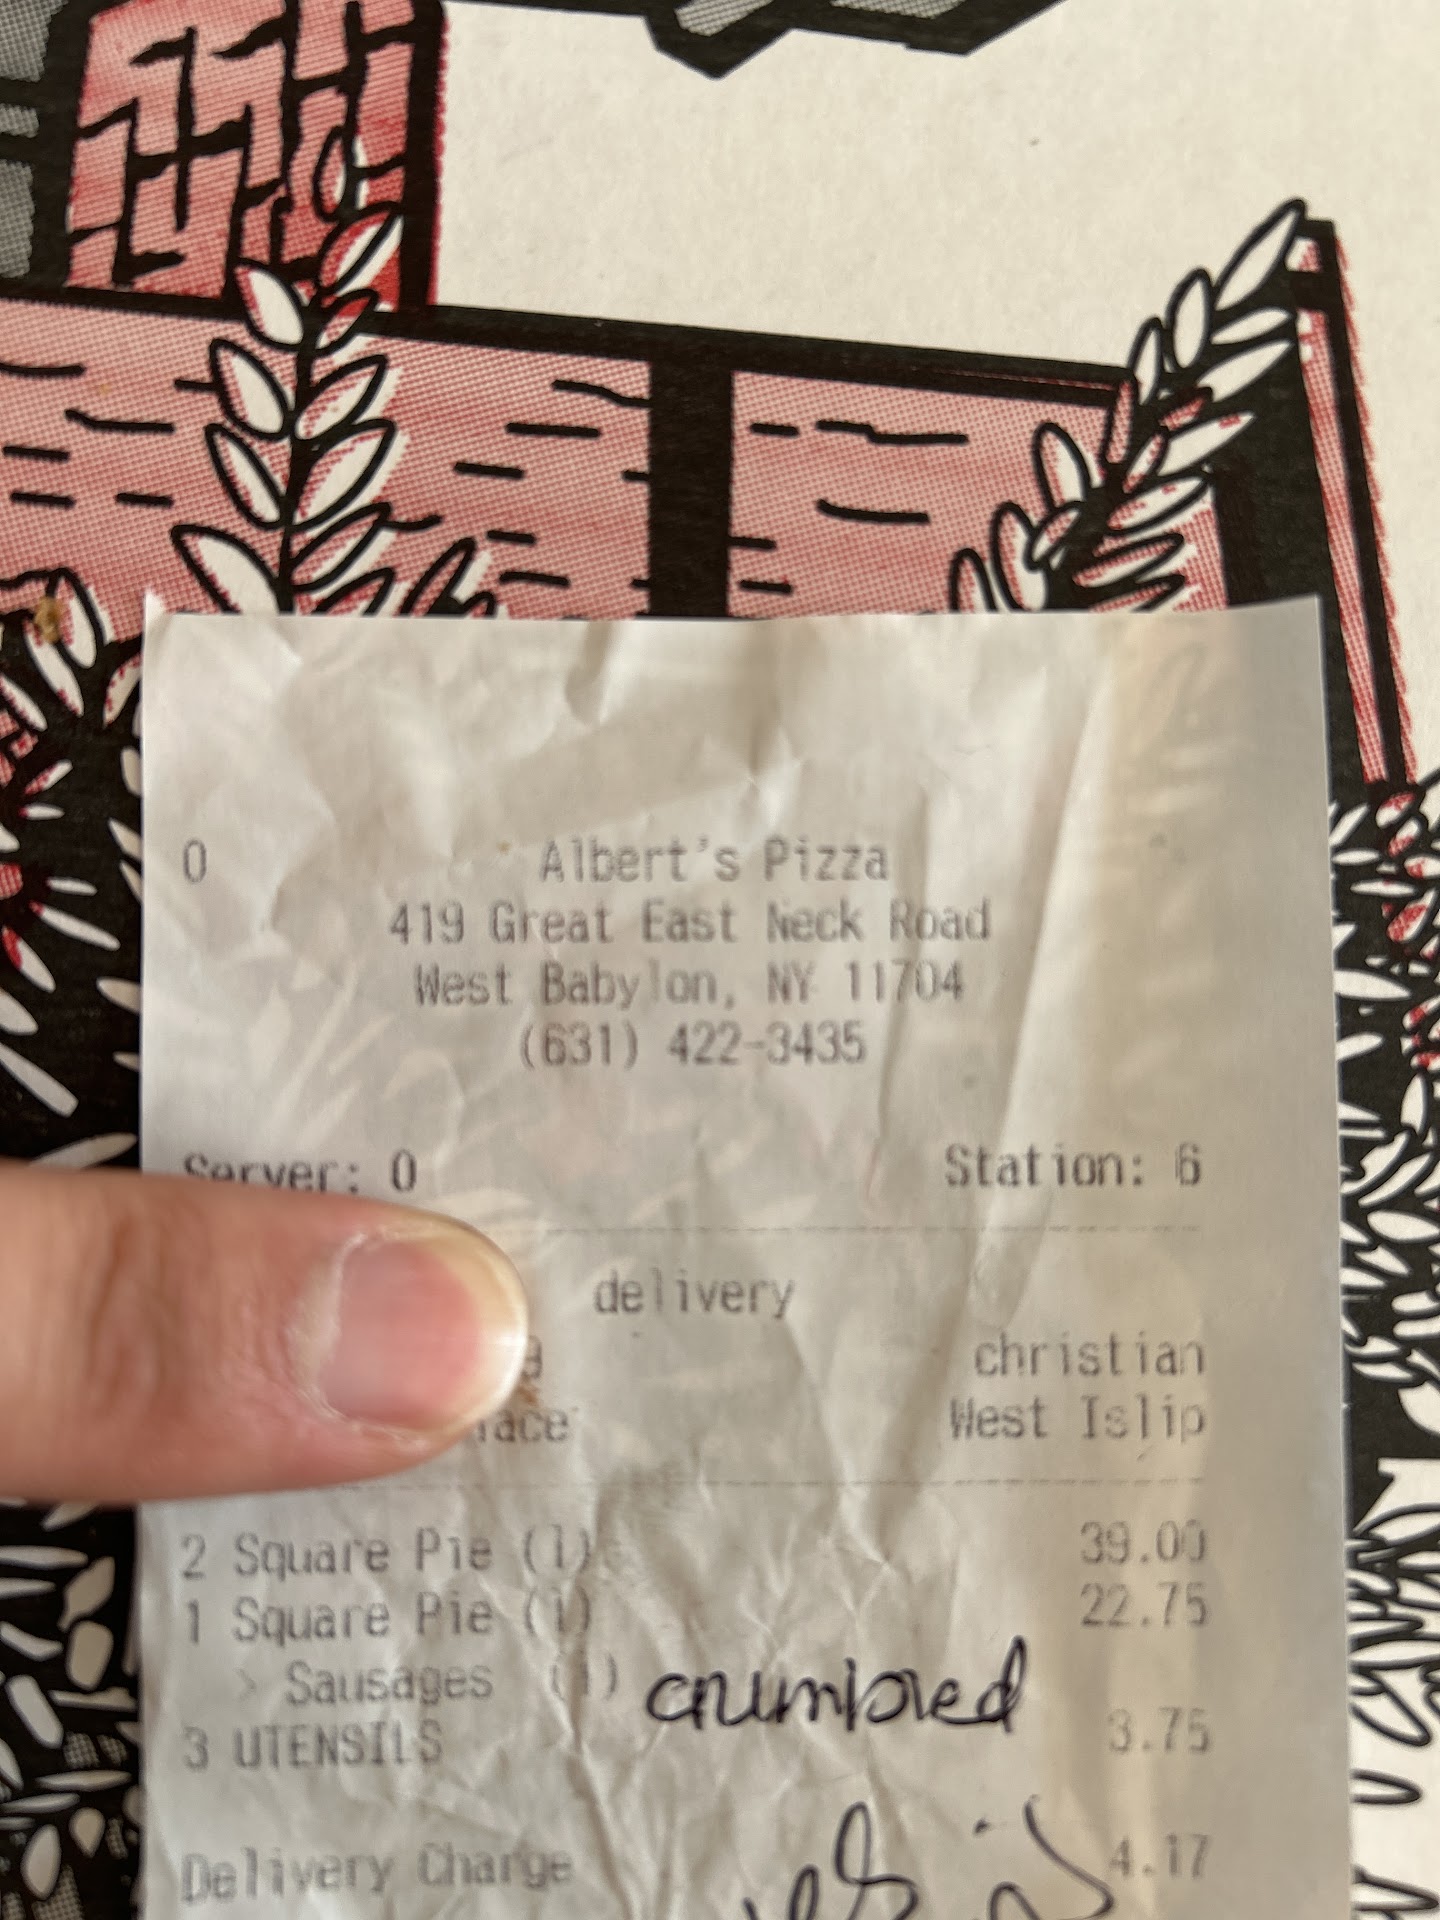 0 Albert's Pizza
419 Great East Neck Road
West Babylon, NY 11704
(631) 422-3435
Server: 0 Station: 6
delivery
christian
West Islip
2 Square Pie (1) 39.00
1 Square Pie (1) 22.75
> Sausages (1) crumbled
3 UTENSILS 3.75
Delivery Charge 4.17